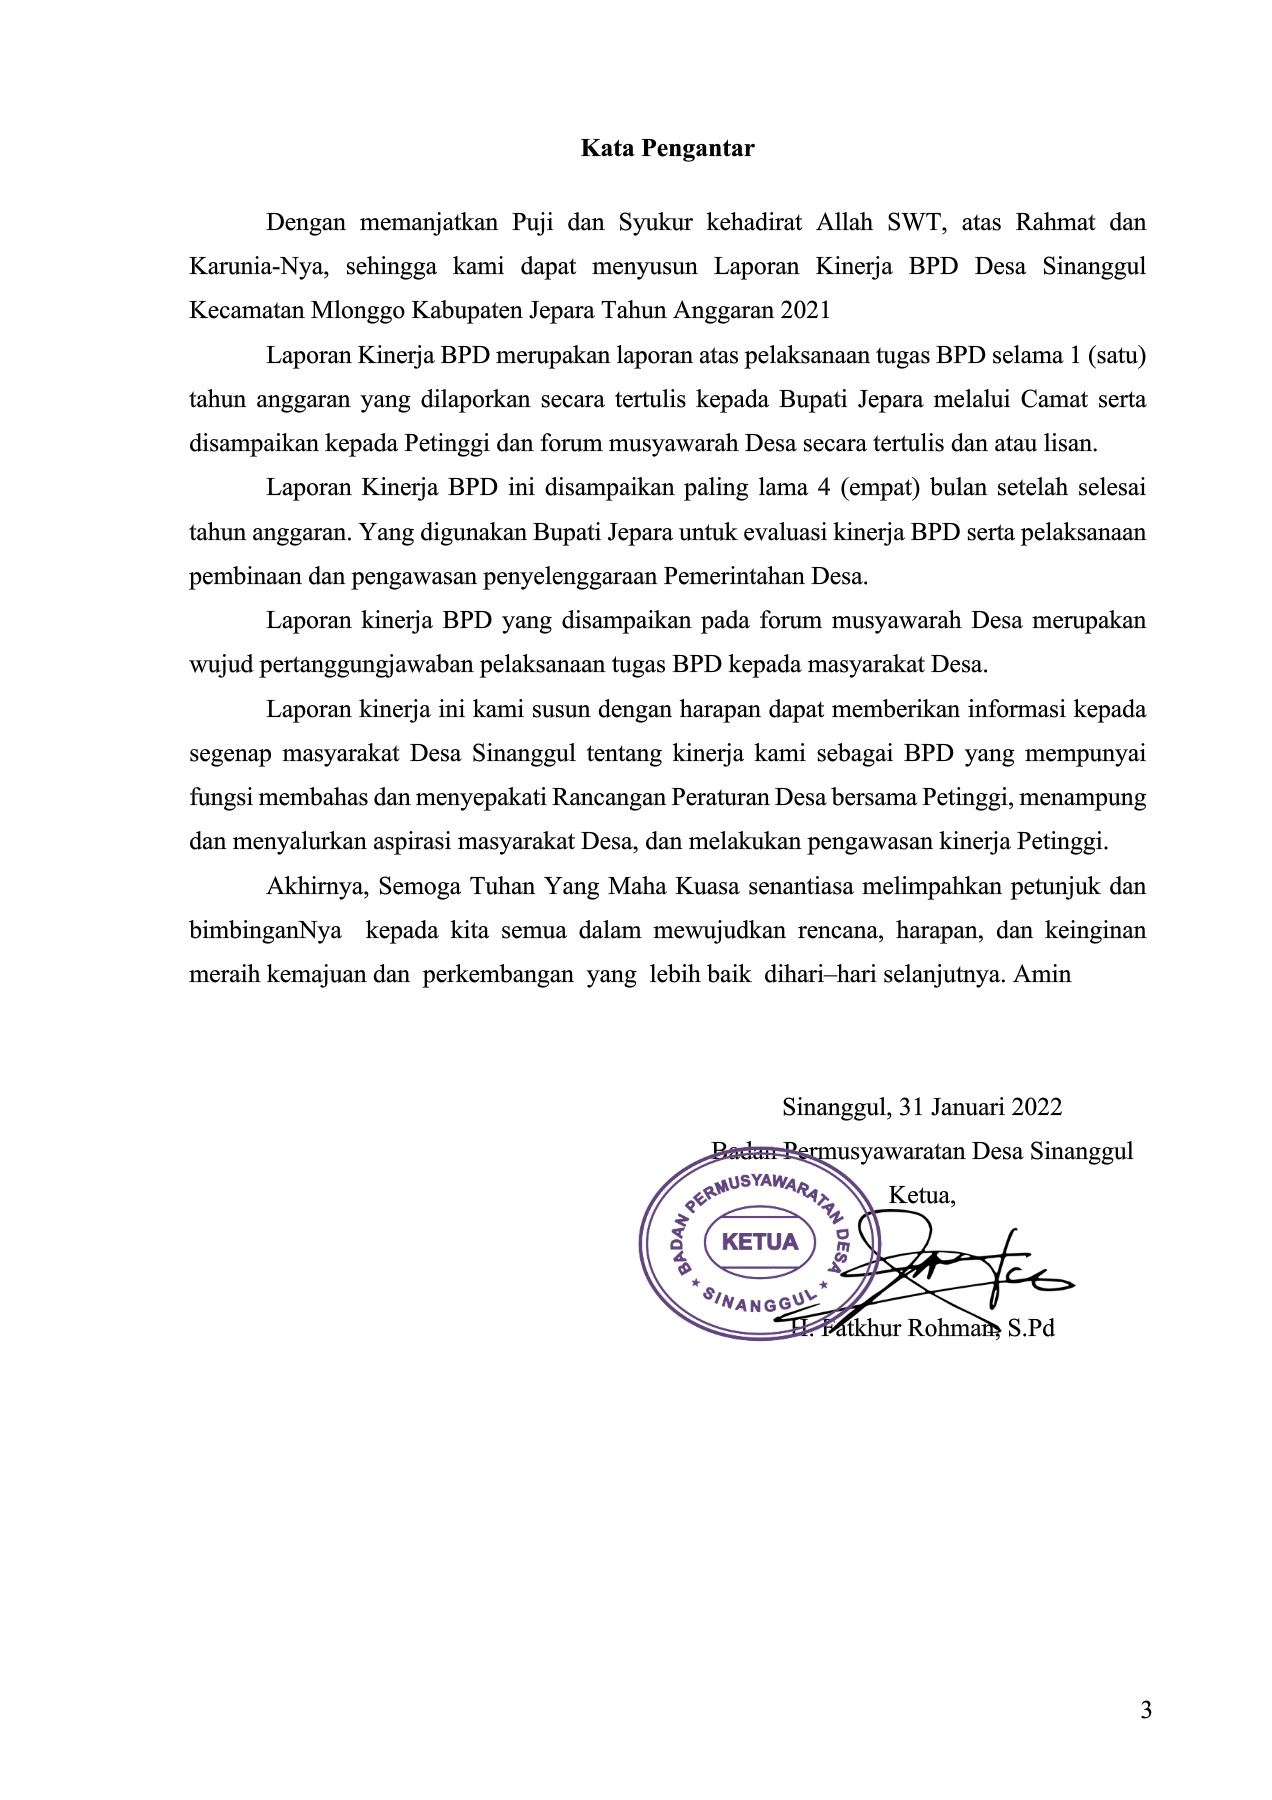 Kata Pengantar
Dengan memanjatkan Puji dan Syukur kehadirat Allah SWT, atas Rahmat dan
Karunia-Nya, sehingga kami dapat menyusun Laporan Kinerja BPD Desa Sinanggul
Kecamatan Mlonggo Kabupaten Jepara Tahun Anggaran 2021
Laporan Kinerja BPD merupakan laporan atas pelaksanaan tugas BPD selama 1 (satu)
tahun anggaran yang dilaporkan secara tertulis kepada Bupati Jepara melalui Camat serta
disampaikan kepada Petinggi dan forum musyawarah Desa secara tertulis dan atau lisan.
Laporan Kinerja BPD ini disampaikan paling lama 4 (empat) bulan setelah selesai
tahun anggaran. Yang digunakan Bupati Jepara untuk evaluasi kinerja BPD serta pelaksanaan
pembinaan dan pengawasan penyelenggaraan Pemerintahan Desa.
Laporan kinerja BPD yang disampaikan pada forum musyawarah Desa merupakan
wujud pertanggungjawaban pelaksanaan tugas BPD kepada masyarakat Desa.
Laporan kinerja ini kami susun dengan harapan dapat memberikan informasi kepada
segenap masyarakat Desa Sinanggul tentang kinerja kami sebagai BPD yang mempunyai
fungsi membahas dan menyepakati Rancangan Peraturan Desa bersama Petinggi, menampung
dan menyalurkan aspirasi masyarakat Desa, dan melakukan pengawasan kinerja Petinggi.
Akhirnya, Semoga Tuhan Yang Maha Kuasa senantiasa melimpahkan petunjuk dan
bimbinganNya kepada kita semua dalam mewujudkan rencana, harapan, dan keinginan
meraih kemajuan dan perkembangan yang lebih baik dihari–hari selanjutnya. Amin
Sinanggul, 31 Januari 2022
Badan Permusyawaratan Desa Sinanggul
Ketua,
BADAN PERMUSYAWARATAN DESA
KETUA
★ SINANGGUL ★
H. Fatkhur Rohman, S.Pd
3